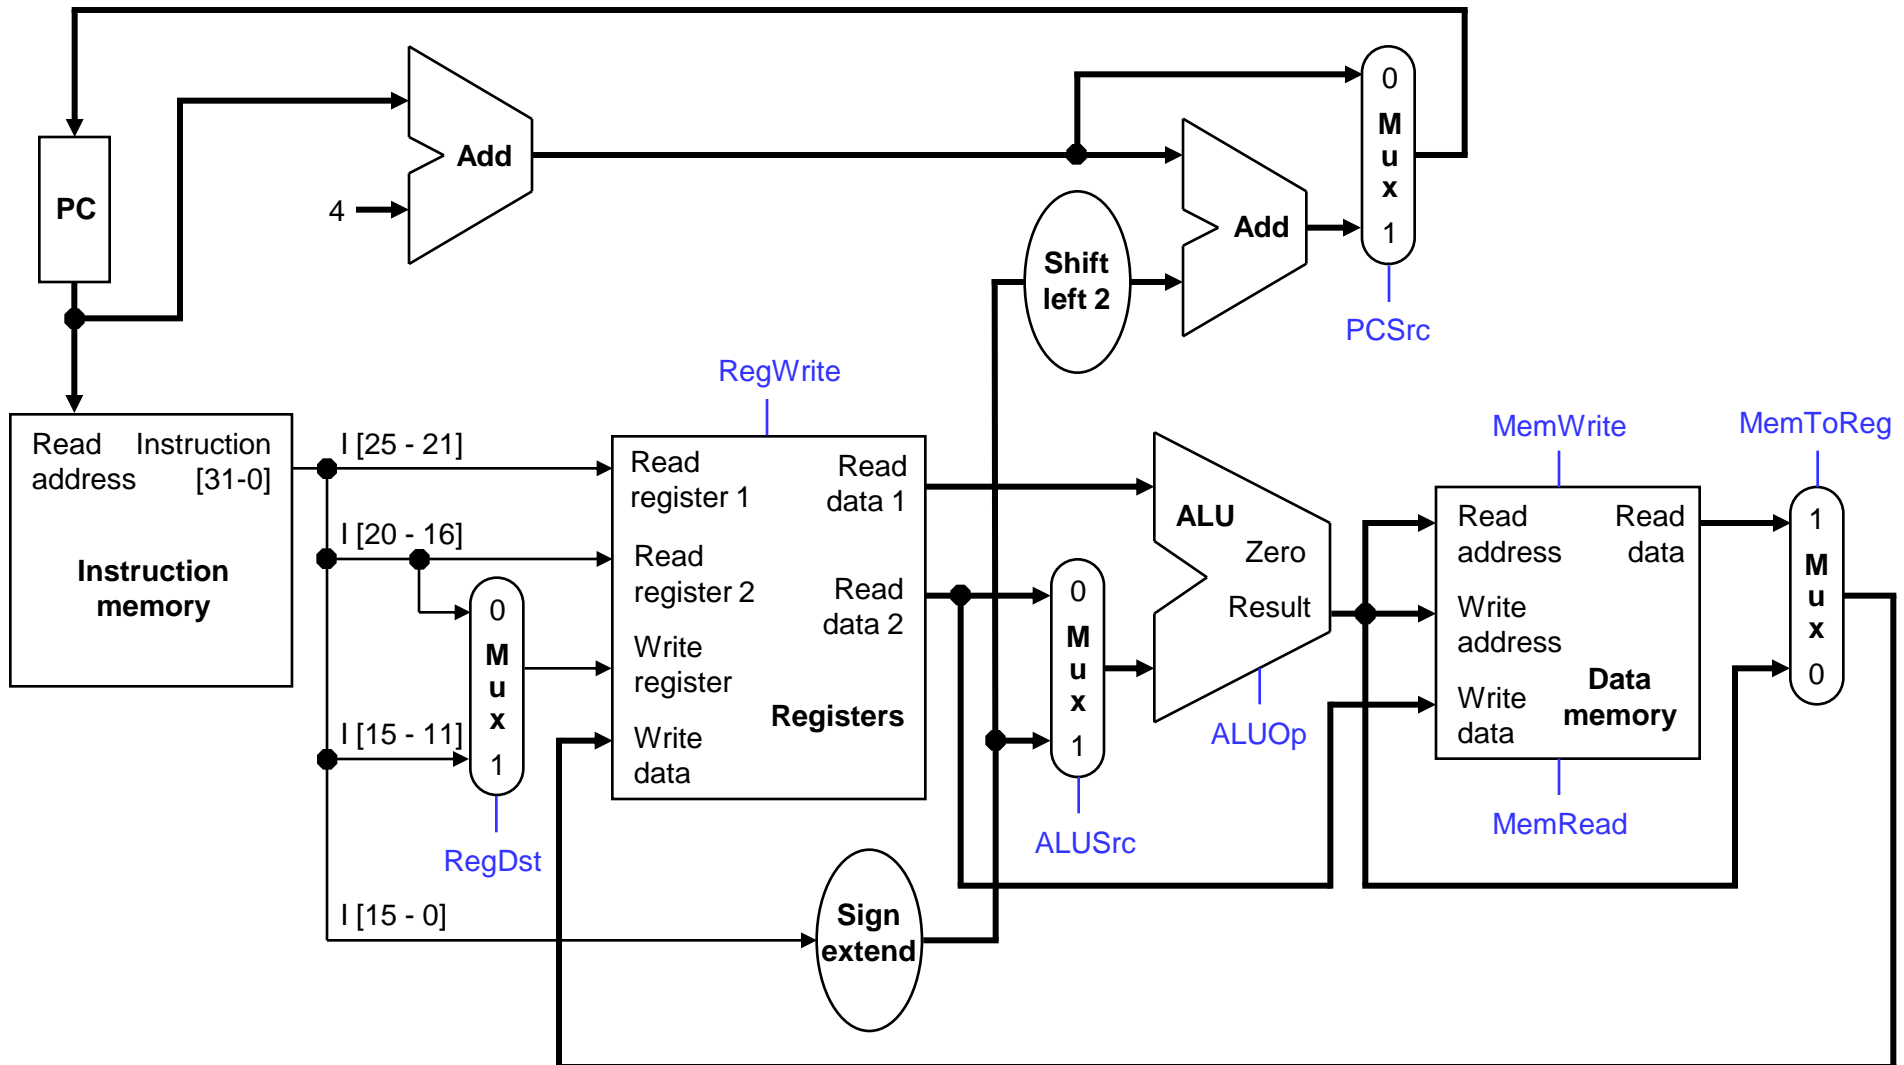 0
M
u
x
1
Add
PC
4
Add
Shift
left 2
PCSrc
RegWrite
MemWrite
MemToReg
Read
address
Instruction
[31-0]
Instruction
memory
I [25 - 21]
I [20 - 16]
I [15 - 11]
I [15 - 0]
0
M
u
x
1
RegDst
Read
register 1
Read
data 1
Read
register 2
Read
data 2
Write
register
Write
data
Registers
Sign
extend
0
M
u
x
1
ALUSrc
ALU
Zero
Result
ALUOp
Read
address
Read
data
Write
address
Write
data
Data
memory
MemRead
1
M
u
x
0